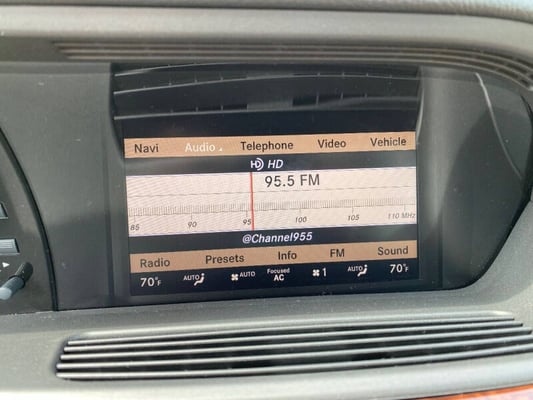 Navi Audio Telephone Video Vehicle
HD HD
95.5 FM
85 90 95 100 105 110 MHz
@Channel955
Radio Presets Info FM Sound
70°F AUTO AUTO Focused AC 1 AUTO 70°F